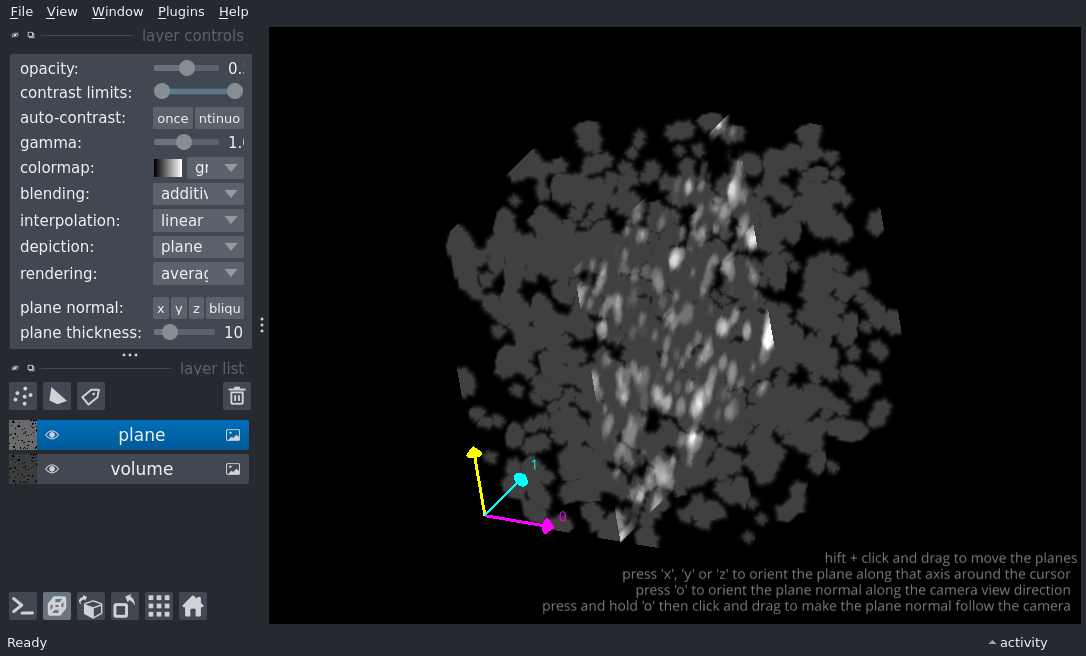 File View Window Plugins Help
layer controls
opacity: 0.
contrast limits:
auto-contrast: once ntinuo
gamma: 1.
colormap: gr
blending: additiv
interpolation: linear
depiction: plane
rendering: averag
plane normal: x y z bliqu
plane thickness: 10
layer list
plane
volume
1
0
hift + click and drag to move the planes
press 'x', 'y' or 'z' to orient the plane along that axis around the cursor
press 'o' to orient the plane normal along the camera view direction
press and hold 'o' then click and drag to make the plane normal follow the camera
Ready
activity